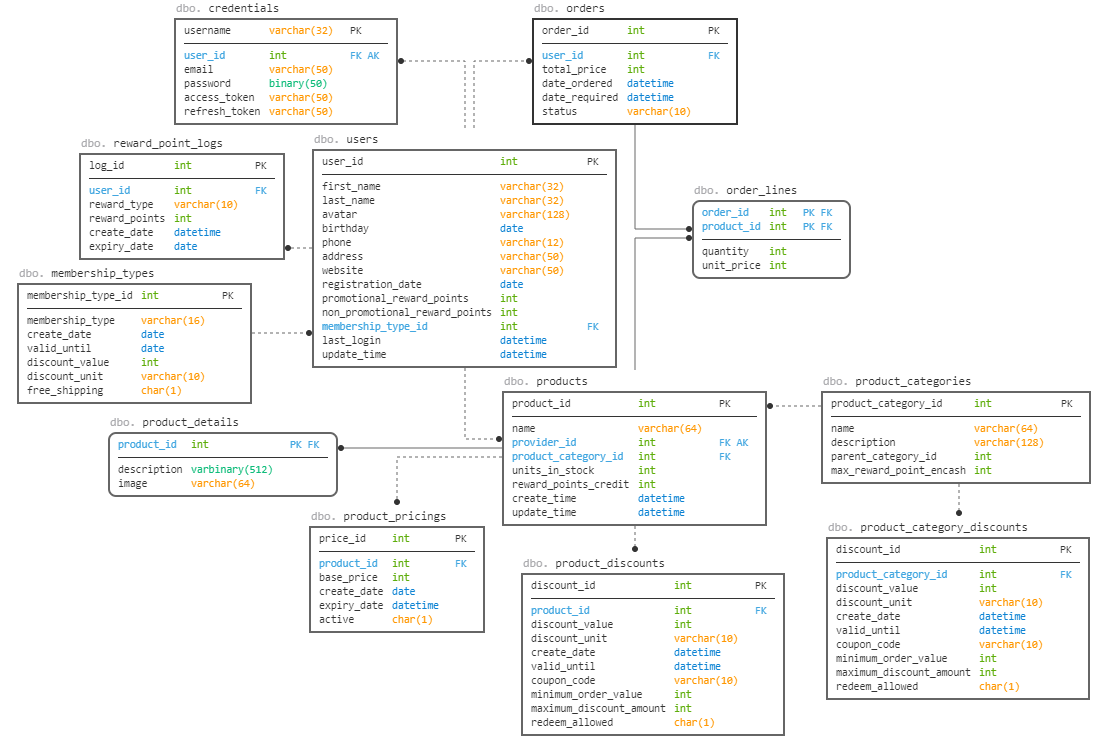 dbo. credentials
username varchar(32) PK
user_id int FK AK
email varchar(50)
password binary(50)
access_token varchar(50)
refresh_token varchar(50)
dbo. orders
order_id int PK
user_id int FK
total_price int
date_ordered datetime
date_required datetime
status varchar(10)
dbo. reward_point_logs
log_id int PK
user_id int FK
reward_type varchar(10)
reward_points int
create_date datetime
expiry_date date
dbo. users
user_id int PK
first_name varchar(32)
last_name varchar(32)
avatar varchar(128)
birthday date
phone varchar(12)
address varchar(50)
website varchar(50)
registration_date date
promotional_reward_points int
non_promotional_reward_points int
membership_type_id int FK
last_login datetime
update_time datetime
dbo. order_lines
order_id int PK FK
product_id int PK FK
quantity int
unit_price int
dbo. membership_types
membership_type_id int PK
membership_type varchar(16)
create_date date
valid_until date
discount_value int
discount_unit varchar(10)
free_shipping char(1)
dbo. products
product_id int PK
name varchar(64)
provider_id int FK AK
product_category_id int FK
units_in_stock int
reward_points_credit int
create_time datetime
update_time datetime
dbo. product_categories
product_category_id int PK
name varchar(64)
description varchar(128)
parent_category_id int
max_reward_point_encash int
dbo. product_details
product_id int PK FK
description varbinary(512)
image varchar(64)
dbo. product_pricings
price_id int PK
product_id int FK
base_price int
create_date date
expiry_date datetime
active char(1)
dbo. product_discounts
discount_id int PK
product_id int FK
discount_value int
discount_unit varchar(10)
create_date datetime
valid_until datetime
coupon_code varchar(10)
minimum_order_value int
maximum_discount_amount int
redeem_allowed char(1)
dbo. product_category_discounts
discount_id int PK
product_category_id int FK
discount_value int
discount_unit varchar(10)
create_date datetime
valid_until datetime
coupon_code varchar(10)
minimum_order_value int
maximum_discount_amount int
redeem_allowed char(1)